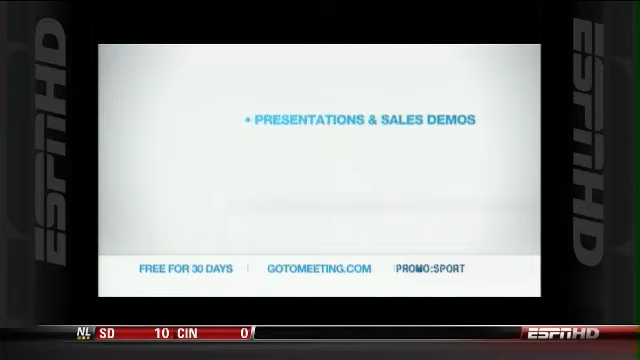 ESPNHD
ESPNHD
• PRESENTATIONS & SALES DEMOS
FREE FOR 30 DAYS | GOTOMEETING.COM | PROMO:SPORT
NL SD 10 CIN 0 ESPNHD